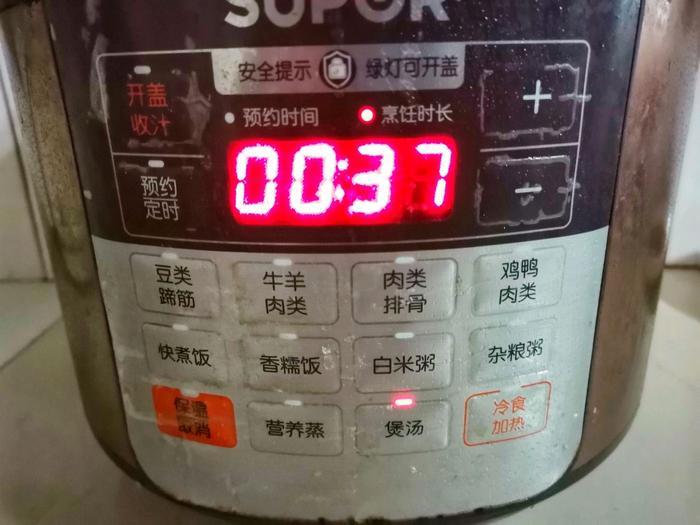 SUPOR
安全提示 绿灯可开盖
开盖
收汁
预约时间 烹饪时长
+
00:37
预约
定时
-
豆类
蹄筋
牛羊
肉类
肉类
排骨
鸡鸭
肉类
快煮饭
香糯饭
白米粥
杂粮粥
保温
取消
营养蒸
煲汤
冷食
加热